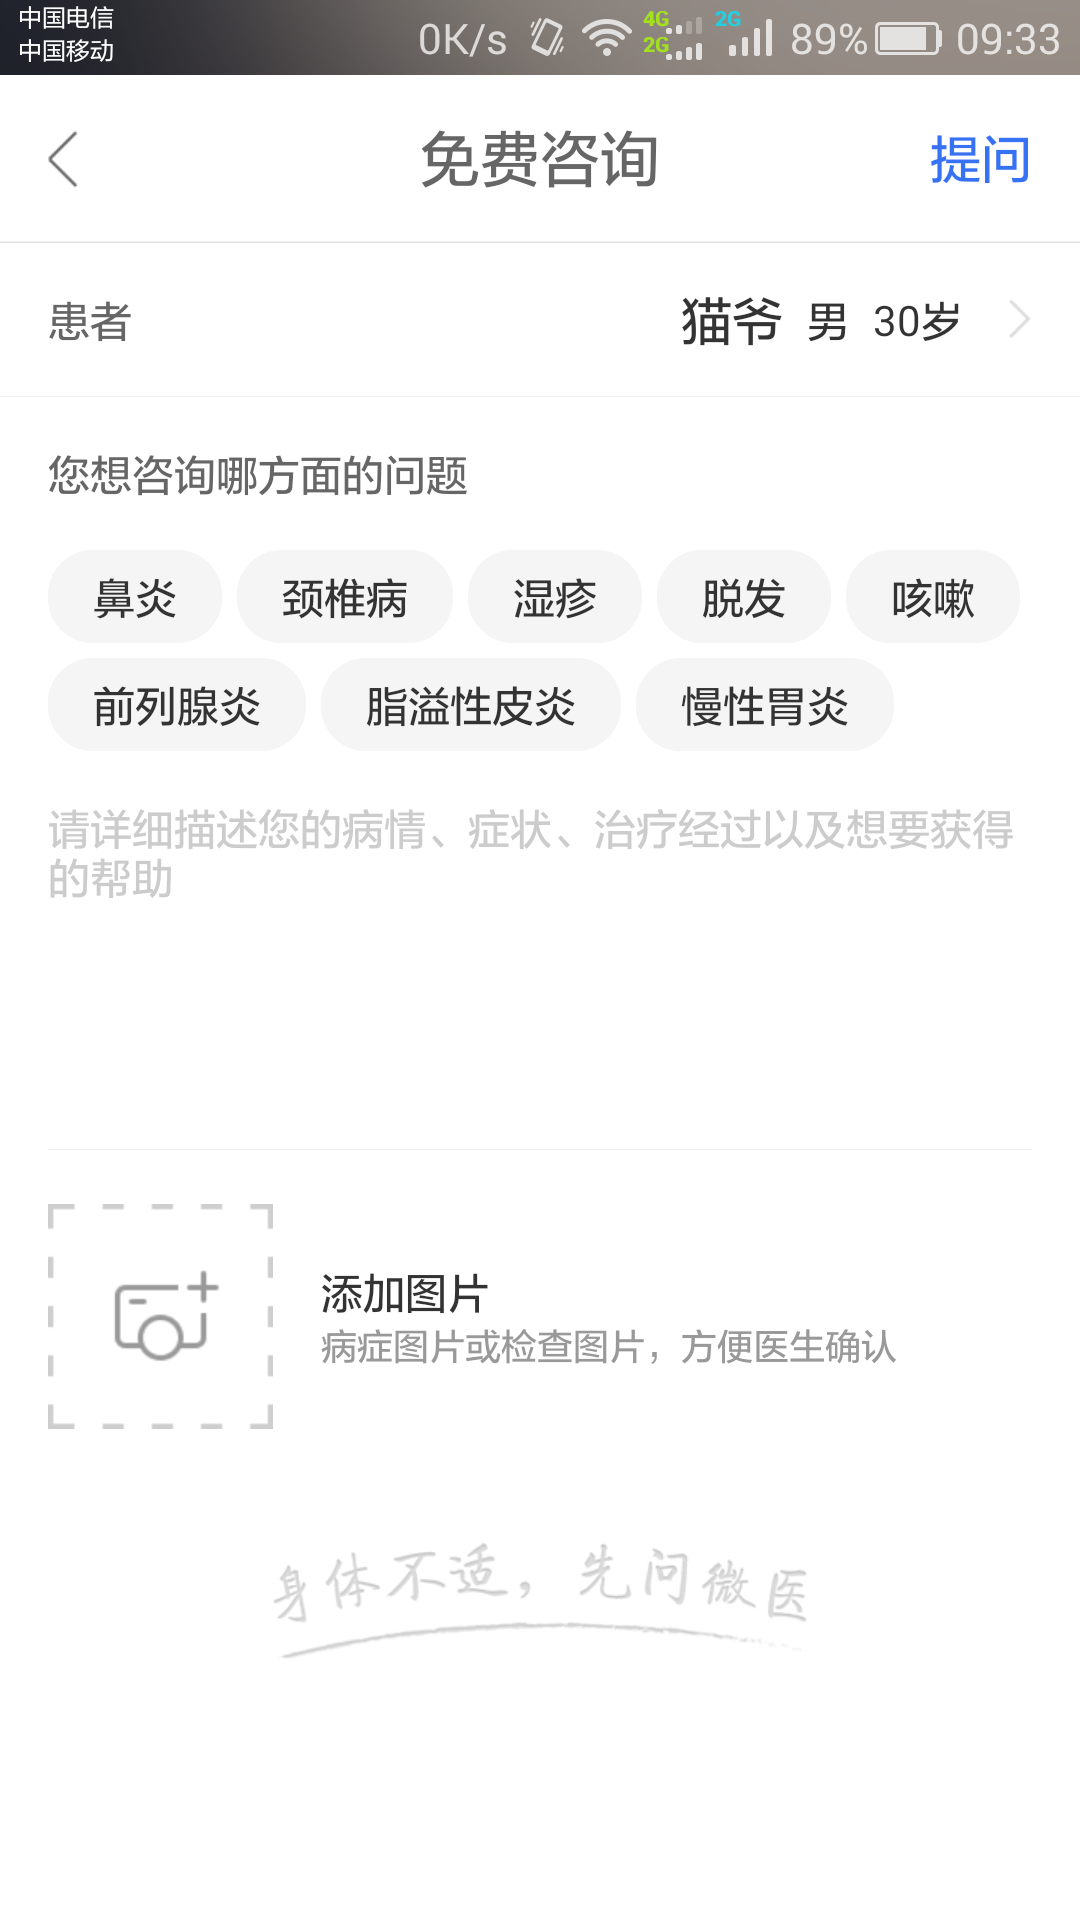 中国电信
中国移动
0K/s 4G 2G 2G 89% 09:33
免费咨询 提问
患者 猫爷 男 30岁
您想咨询哪方面的问题
鼻炎 颈椎病 湿疹 脱发 咳嗽
前列腺炎 脂溢性皮炎 慢性胃炎
请详细描述您的病情、症状、治疗经过以及想要获得
的帮助
添加图片
病症图片或检查图片，方便医生确认
身体不适，先问微医